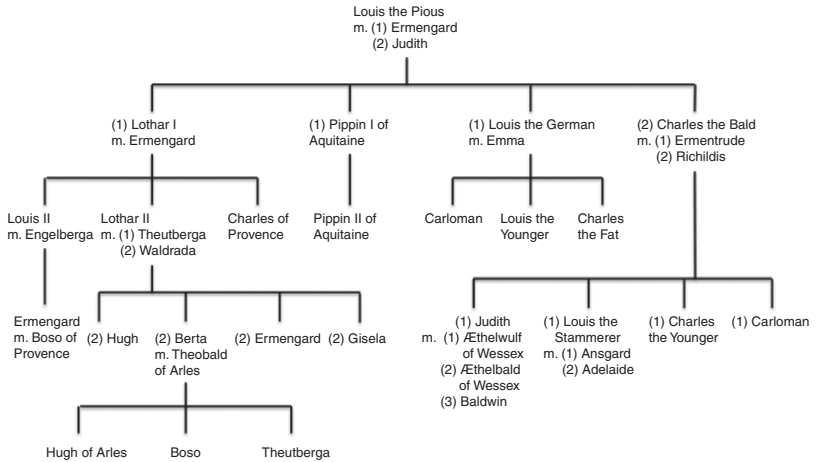 Louis the Pious
m. (1) Ermengard
(2) Judith
(1) Lothar I
m. Ermengard
(1) Pippin I of
Aquitaine
(1) Louis the German
m. Emma
(2) Charles the Bald
m. (1) Ermentrude
(2) Richildis
Louis II
m. Engelberga
Lothar II
m. (1) Theutberga
(2) Waldrada
Charles of
Provence
Pippin II of
Aquitaine
Carloman
Louis the
Younger
Charles
the Fat
Ermengard
m. Boso of
Provence
(2) Hugh
(2) Berta
m. Theobald
of Arles
(2) Ermengard
(2) Gisela
(1) Judith
m. (1) Æthelwulf
of Wessex
(2) Æthelbald
of Wessex
(3) Baldwin
(1) Louis the
Stammerer
m. (1) Ansgard
(2) Adelaide
(1) Charles
the Younger
(1) Carloman
Hugh of Arles
Boso
Theutberga